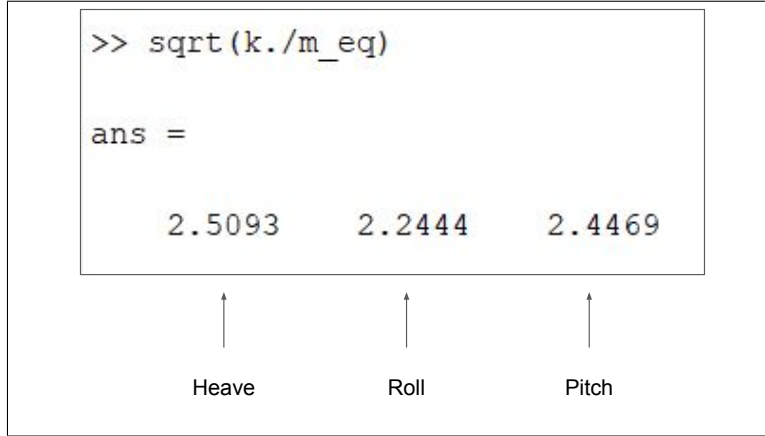 >> sqrt(k./m_eq)
ans =
2.5093 2.2444 2.4469
Heave Roll Pitch